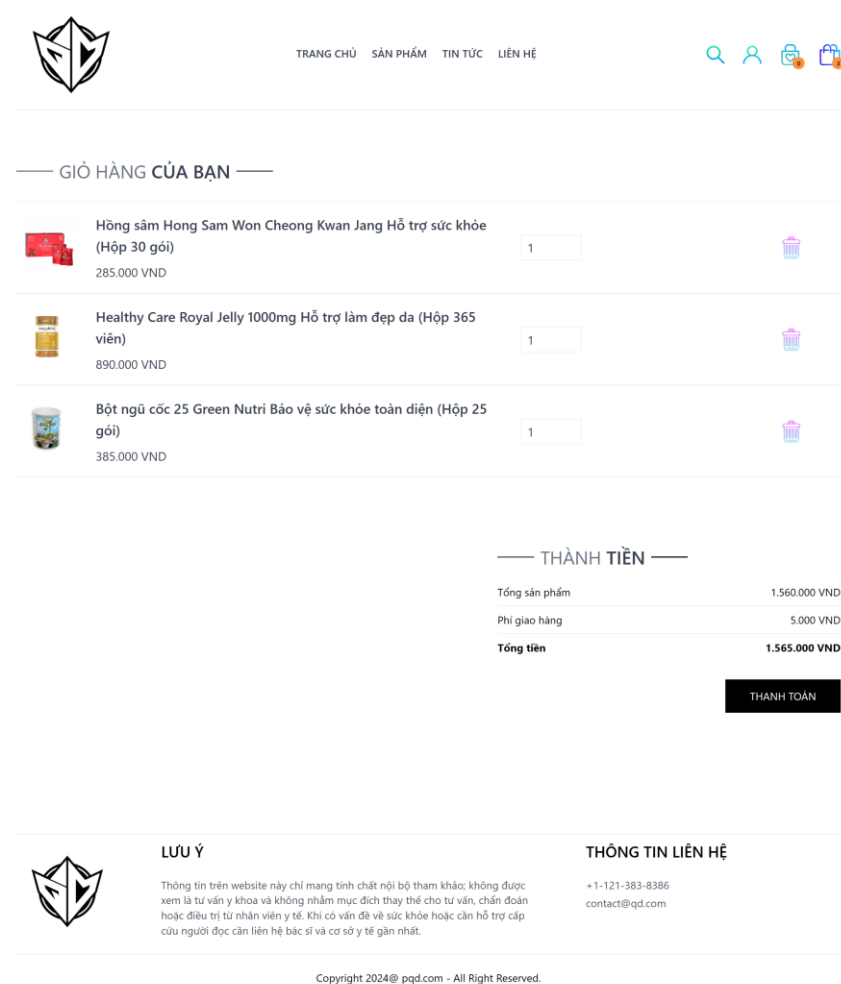 TRANG CHỦ SẢN PHẨM TIN TỨC LIÊN HỆ
0 3
GIỎ HÀNG CỦA BẠN
Hồng sâm Hong Sam Won Cheong Kwan Jang Hỗ trợ sức khỏe
(Hộp 30 gói)
1
285.000 VND
Healthy Care Royal Jelly 1000mg Hỗ trợ làm đẹp da (Hộp 365
viên)
1
890.000 VND
Bột ngũ cốc 25 Green Nutri Bảo vệ sức khỏe toàn diện (Hộp 25
gói)
1
385.000 VND
THÀNH TIỀN
Tổng sản phẩm 1.560.000 VND
Phí giao hàng 5.000 VND
Tổng tiền 1.565.000 VND
THANH TOÁN
LƯU Ý
Thông tin trên website này chỉ mang tính chất nội bộ tham khảo; không được
xem là tư vấn y khoa và không nhằm mục đích thay thế cho tư vấn, chẩn đoán
hoặc điều trị từ nhân viên y tế. Khi có vấn đề về sức khỏe hoặc cần hỗ trợ cấp
cứu người đọc cần liên hệ bác sĩ và cơ sở y tế gần nhất.
THÔNG TIN LIÊN HỆ
+1-121-383-8386
contact@qd.com
Copyright 2024@ pqd.com - All Right Reserved.